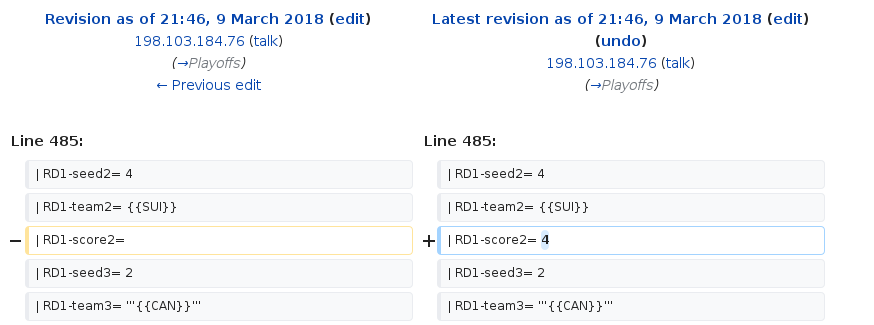 Revision as of 21:46, 9 March 2018 (edit)
198.103.184.76 (talk)
(→Playoffs)
← Previous edit
Latest revision as of 21:46, 9 March 2018 (edit)
(undo)
198.103.184.76 (talk)
(→Playoffs)
Line 485:
Line 485:
| RD1-seed2= 4
| RD1-seed2= 4
| RD1-team2= {{SUI}}
| RD1-team2= {{SUI}}
− | RD1-score2=
+ | RD1-score2= 4
| RD1-seed3= 2
| RD1-seed3= 2
| RD1-team3= '''{{CAN}}'''
| RD1-team3= '''{{CAN}}'''